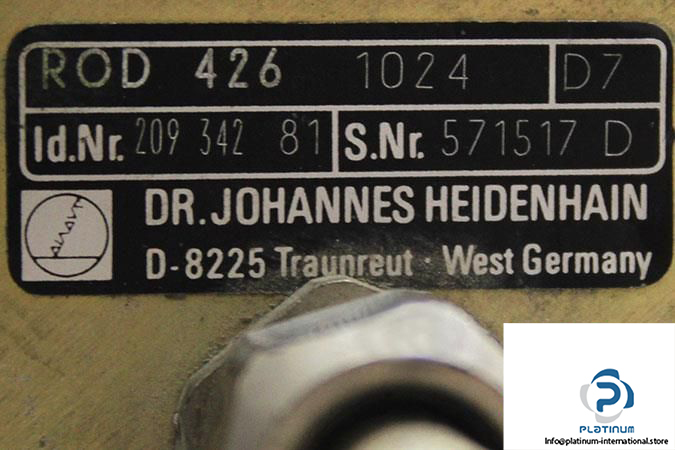 ROD 426 1024 D7
Id.Nr. 209 342 81 S.Nr. 571517 D
DR. JOHANNES HEIDENHAIN
D-8225 Traunreut · West Germany
PLATINUM
Info@platinum-international.store